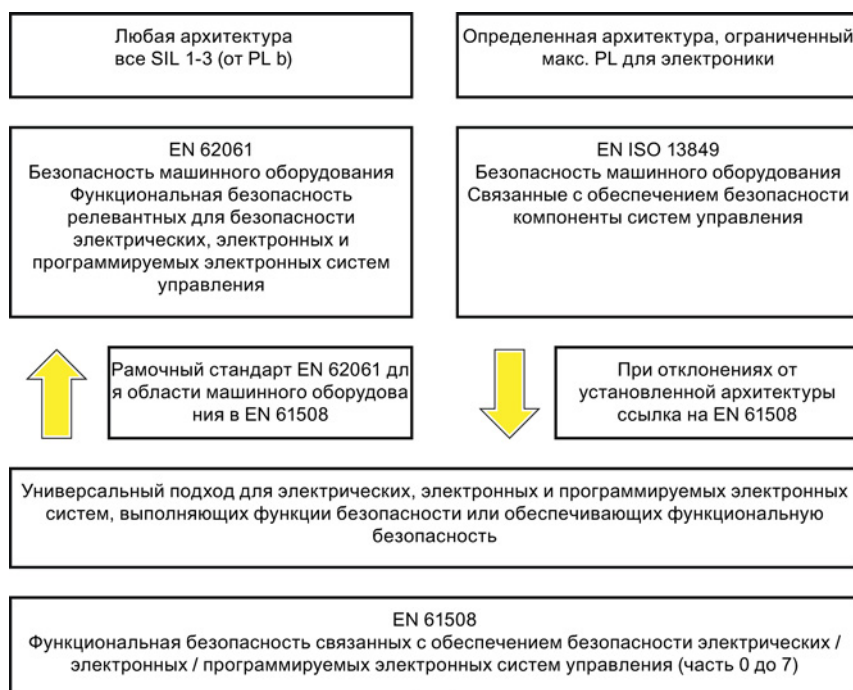 Любая архитектура
все SIL 1-3 (от PL b)
Определенная архитектура, ограниченный
макс. PL для электроники
EN 62061
Безопасность машинного оборудования
Функциональная безопасность
релевантных для безопасности
электрических, электронных и
программируемых электронных систем
управления
EN ISO 13849
Безопасность машинного оборудования
Связанные с обеспечением безопасности
компоненты систем управления
Рамочный стандарт EN 62061 дл
я области машинного оборудова
ния в EN 61508
При отклонениях от
установленной архитектуры
ссылка на EN 61508
Универсальный подход для электрических, электронных и программируемых электронных
систем, выполняющих функции безопасности или обеспечивающих функциональную
безопасность
EN 61508
Функциональная безопасность связанных с обеспечением безопасности электрических /
электронных / программируемых электронных систем управления (часть 0 до 7)